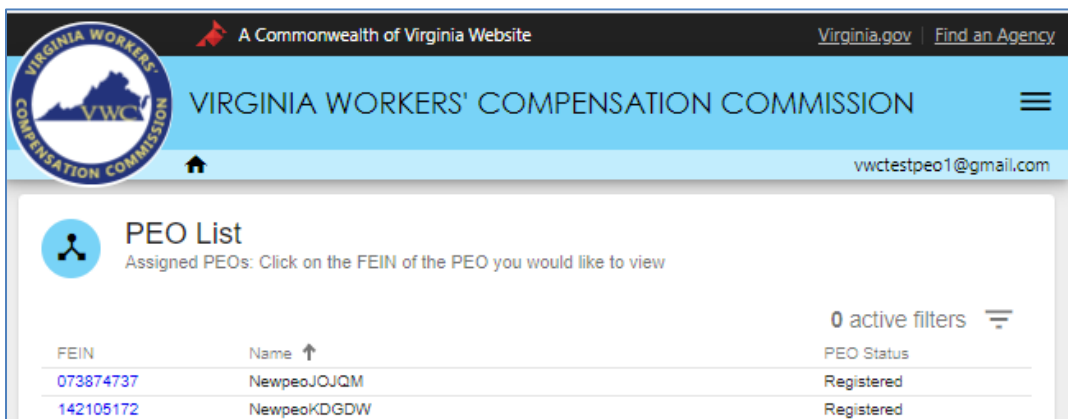 A Commonwealth of Virginia Website Virginia.gov | Find an Agency
VIRGINIA WORKERS' COMPENSATION COMMISSION
VWC
VIRGINIA WORKERS' COMPENSATION COMMISSION
vwctestpeo1@gmail.com
PEO List
Assigned PEOs: Click on the FEIN of the PEO you would like to view
0 active filters
FEIN Name PEO Status
073874737 NewpeoJOJQM Registered
142105172 NewpeoKDGDW Registered